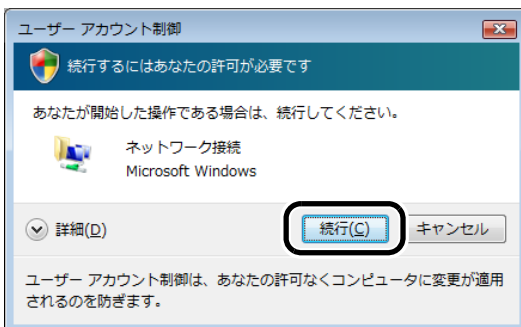 ユーザー アカウント制御
続行するにはあなたの許可が必要です
あなたが開始した操作である場合は、続行してください。
ネットワーク接続
Microsoft Windows
詳細(D)
続行(C)
キャンセル
ユーザー アカウント制御は、あなたの許可なくコンピュータに変更が適用
されるのを防ぎます。